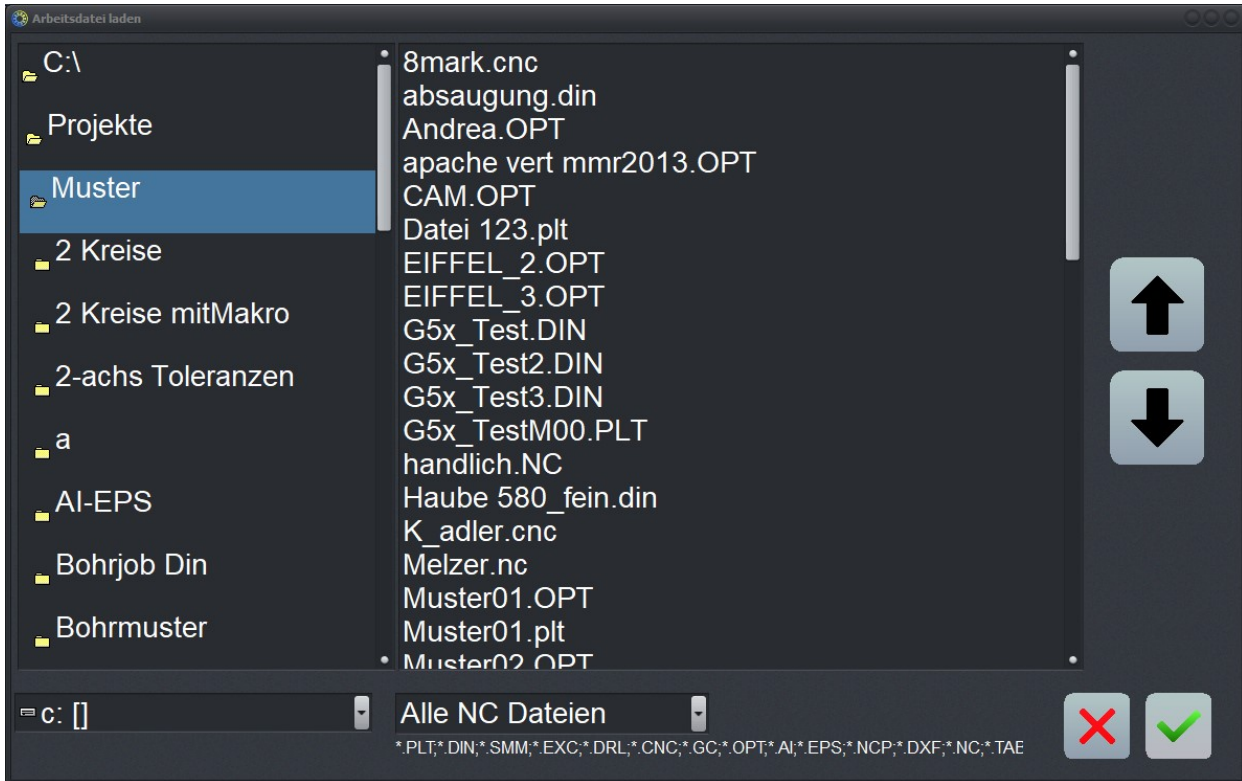 Arbeitsdatei laden
C:\
Projekte
Muster
2 Kreise
2 Kreise mitMakro
2-achs Toleranzen
a
AI-EPS
Bohrjob Din
Bohrmuster
8mark.cnc
absaugung.din
Andrea.OPT
apache vert mmr2013.OPT
CAM.OPT
Datei 123.plt
EIFFEL_2.OPT
EIFFEL_3.OPT
G5x_Test.DIN
G5x_Test2.DIN
G5x_Test3.DIN
G5x_TestM00.PLT
handlich.NC
Haube 580_fein.din
K_adler.cnc
Melzer.nc
Muster01.OPT
Muster01.plt
Muster02.OPT
c: []
Alle NC Dateien
*.PLT;*.DIN;*.SMM;*.EXC;*.DRL;*.CNC;*.GC;*.OPT;*.AI;*.EPS;*.NCP;*.DXF;*.NC;*.TAE